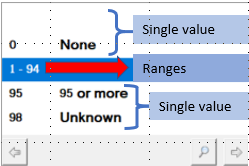 Single value
0 None
1 - 94 Ranges
95 95 or more
Single value
98 Unknown